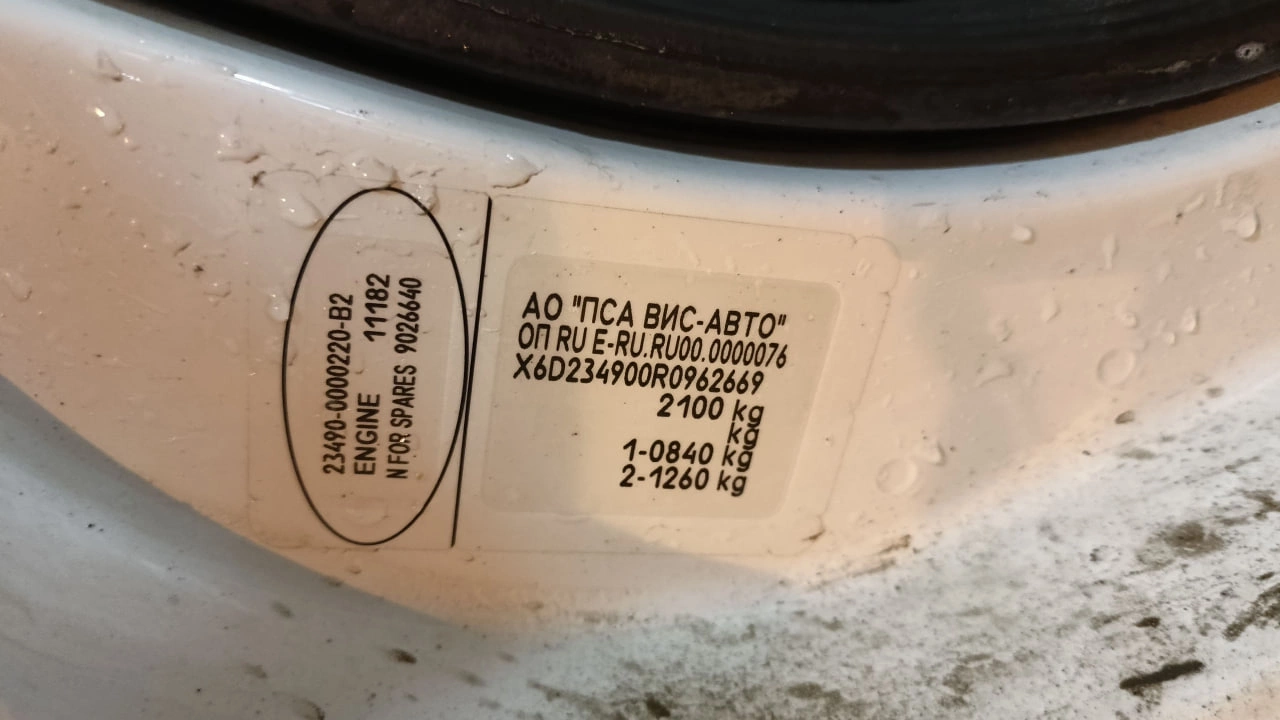 23490-0000220-B2
ENGINE 11182
N FOR SPARES 9026640
АО "ПСА ВИС-АВТО"
ОП RU E-RU.RU00.0000076
X6D234900R0962669
2100 kg
kg
1-0840 kg
2-1260 kg